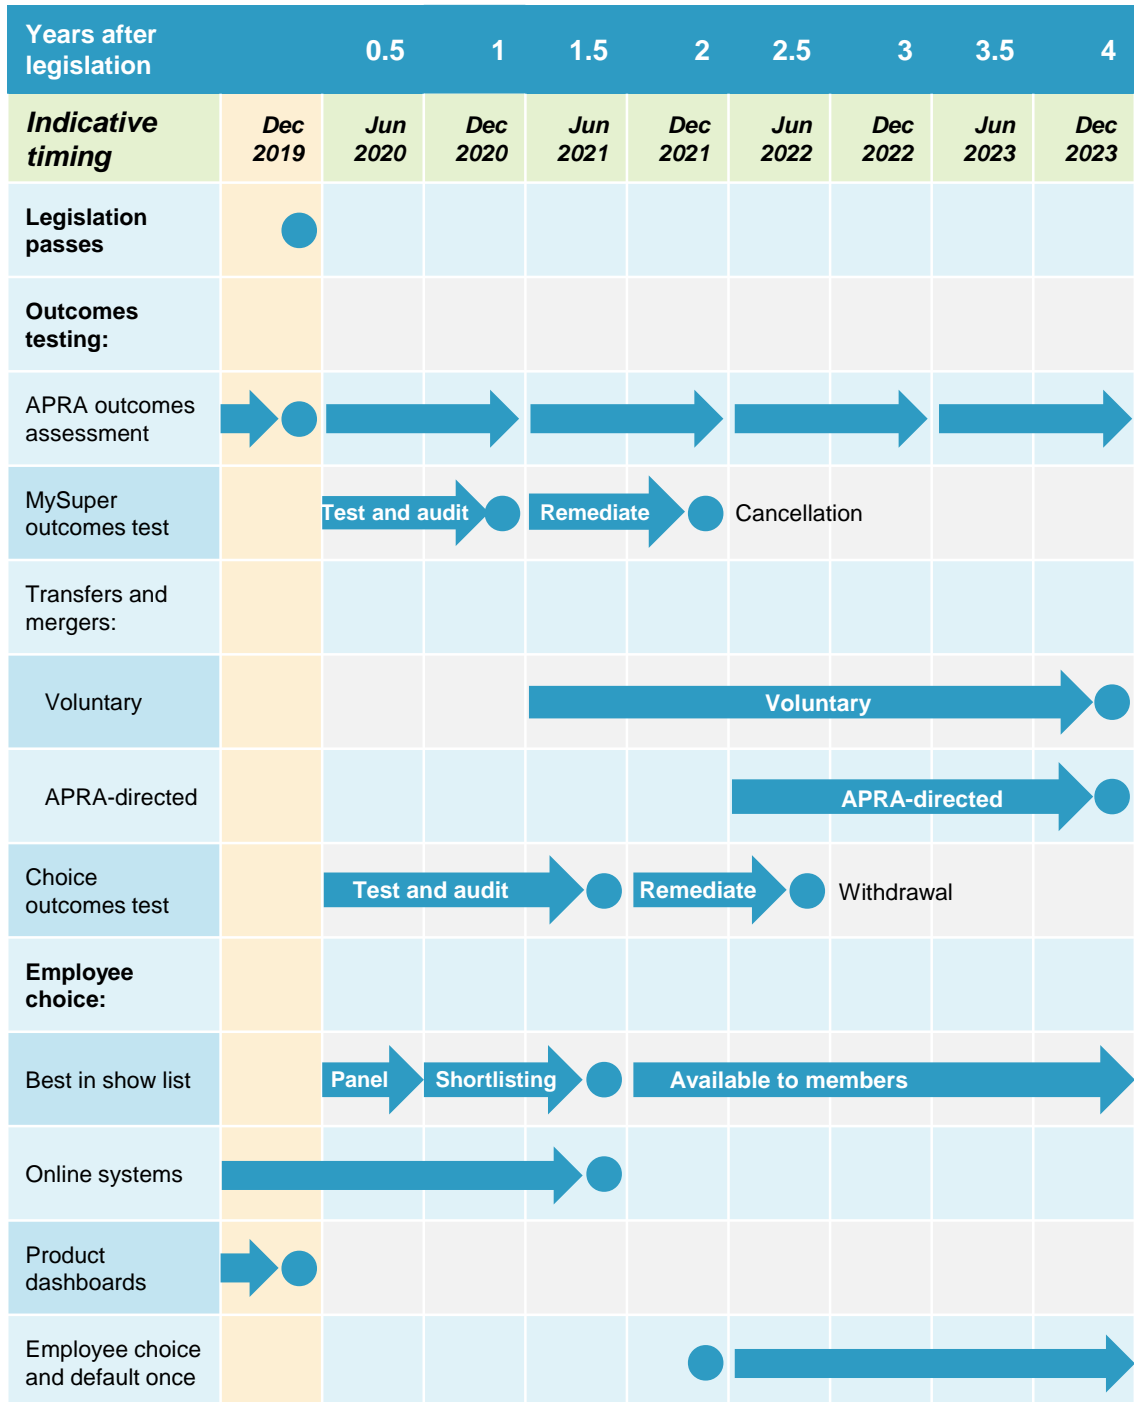 Years after
legislation
0.5 1 1.5 2 2.5 3 3.5 4
Indicative
timing
Dec
2019
Jun
2020
Dec
2020
Jun
2021
Dec
2021
Jun
2022
Dec
2022
Jun
2023
Dec
2023
Legislation
passes
Outcomes
testing:
APRA outcomes
assessment
MySuper
outcomes test
Test and audit
Remediate
Cancellation
Transfers and
mergers:
Voluntary
Voluntary
APRA-directed
APRA-directed
Choice
outcomes test
Test and audit
Remediate
Withdrawal
Employee
choice:
Best in show list
Panel
Shortlisting
Available to members
Online systems
Product
dashboards
Employee choice
and default once